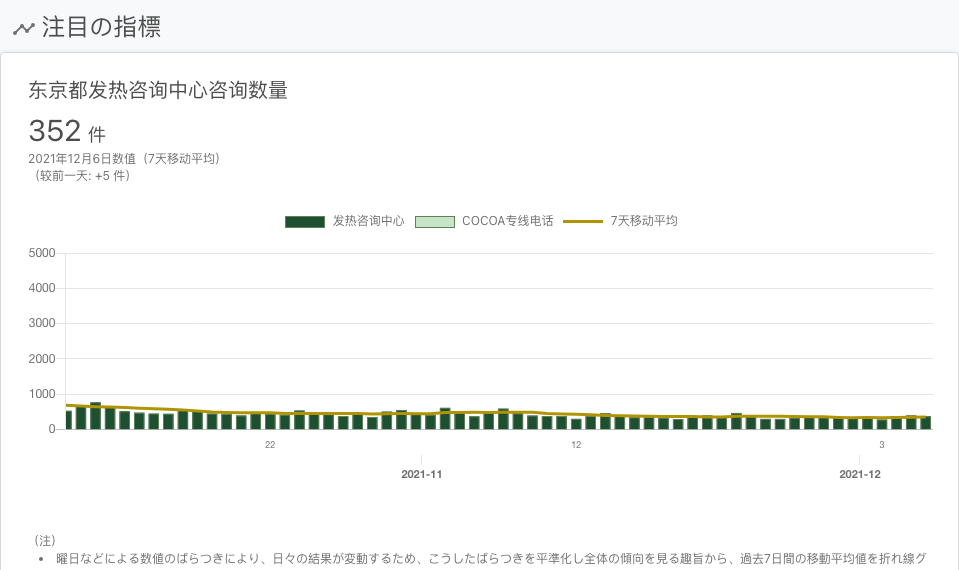 注目の指標
东京都发热咨询中心咨询数量
352 件
2021年12月6日数值（7天移动平均）
（较前一天: +5 件）
发热咨询中心 COCOA专线电话 7天移动平均
5000
4000
3000
2000
1000
0
22 12 3
2021-11 2021-12
（注）
• 曜日などによる数値のばらつきにより、日々の結果が変動するため、こうしたばらつきを平準化し全体の傾向を見る趣旨から、過去7日間の移動平均値を折れ線グ